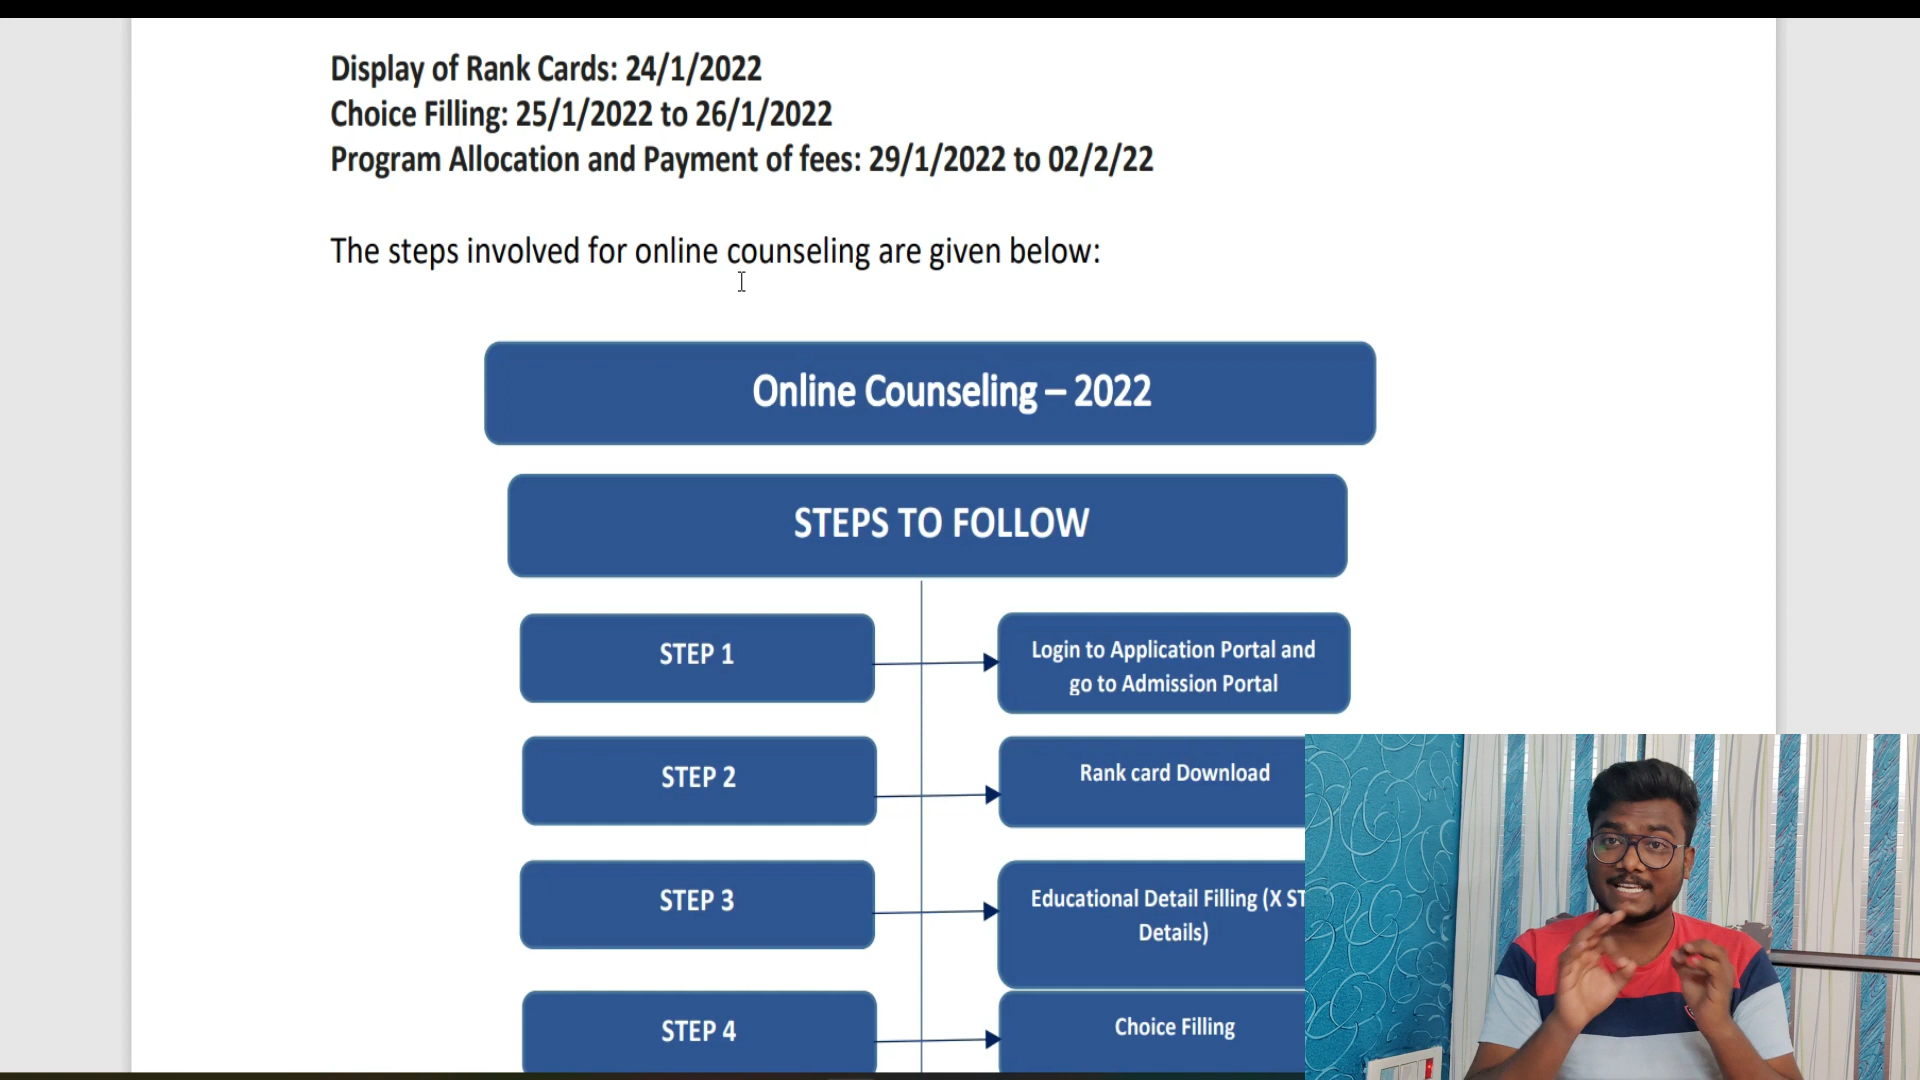 Display of Rank Cards: 24/1/2022
Choice Filling: 25/1/2022 to 26/1/2022
Program Allocation and Payment of fees: 29/1/2022 to 02/2/22
The steps involved for online counseling are given below:
Online Counseling – 2022
STEPS TO FOLLOW
STEP 1
Login to Application Portal and
go to Admission Portal
STEP 2
Rank card Download
STEP 3
Educational Detail Filling (X ST
Details)
STEP 4
Choice Filling